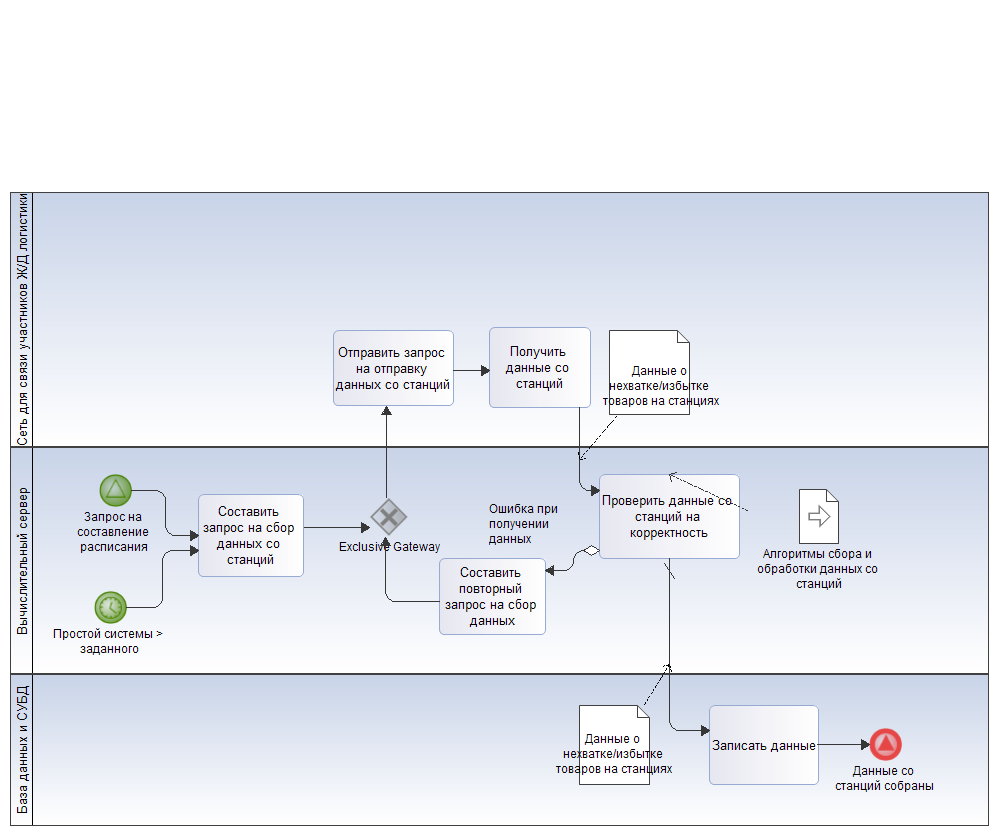 Сеть для связи участников Ж/Д логистики
Отправить запрос
на отправку
данных со станций
Получить
данные со
станций
Данные о
нехватке/избытке
товаров на станциях
Вычислительный сервер
Запрос на
составление
расписания
Простой системы >
заданного
Составить
запрос на сбор
данных со
станций
Exclusive Gateway
Ошибка при
получении
данных
Составить
повторный
запрос на сбор
данных
Проверить данные со
станций на
корректность
Алгоритмы сбора и
обработки данных со
станций
База данных и СУБД
Данные о
нехватке/избытке
товаров на станциях
Записать данные
Данные со
станций собраны